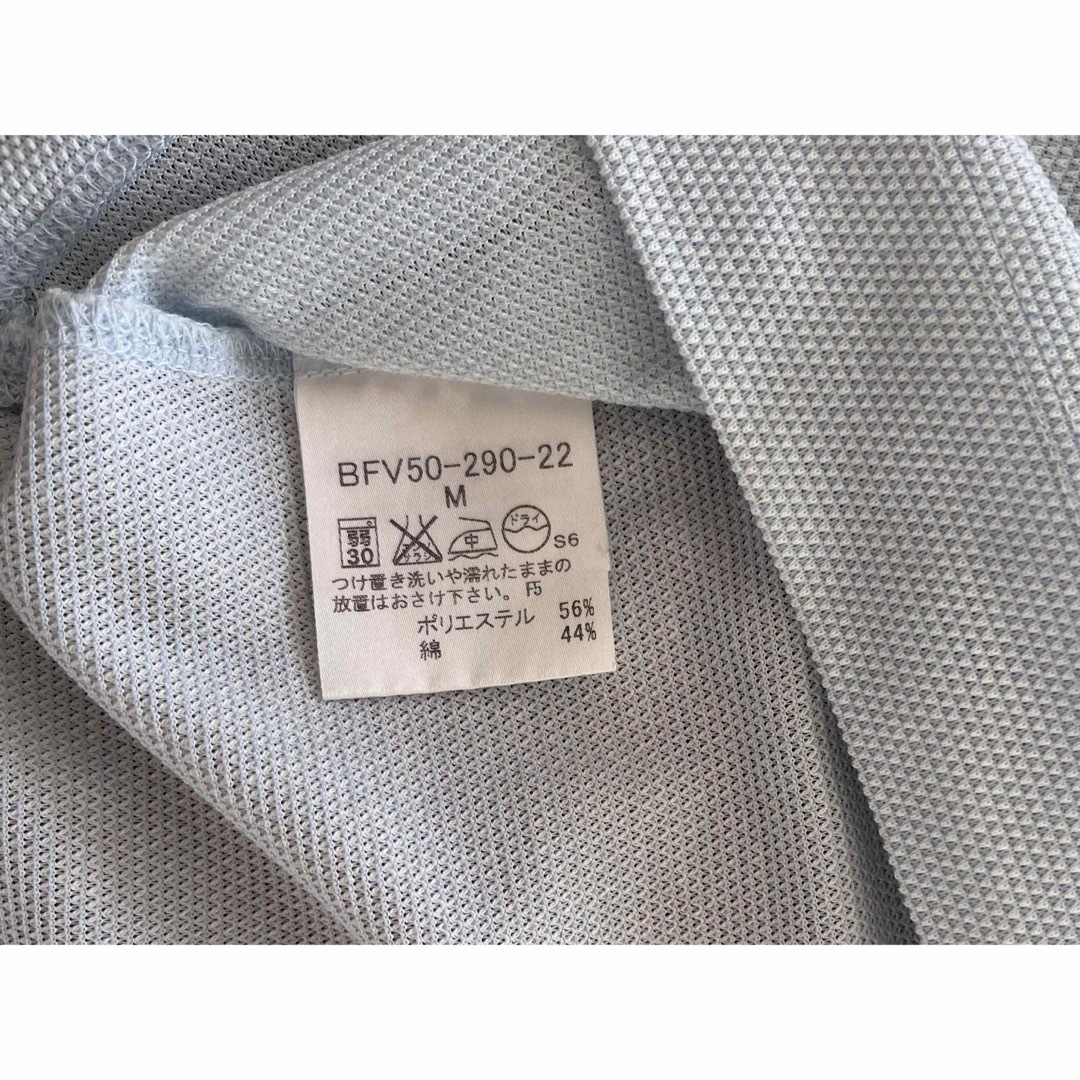 BFV50-290-22
M
弱 30 中 ドライ S6
つけ置き洗いや濡れたままの
放置はおさけ下さい。 F5
ポリエステル 56%
綿 44%